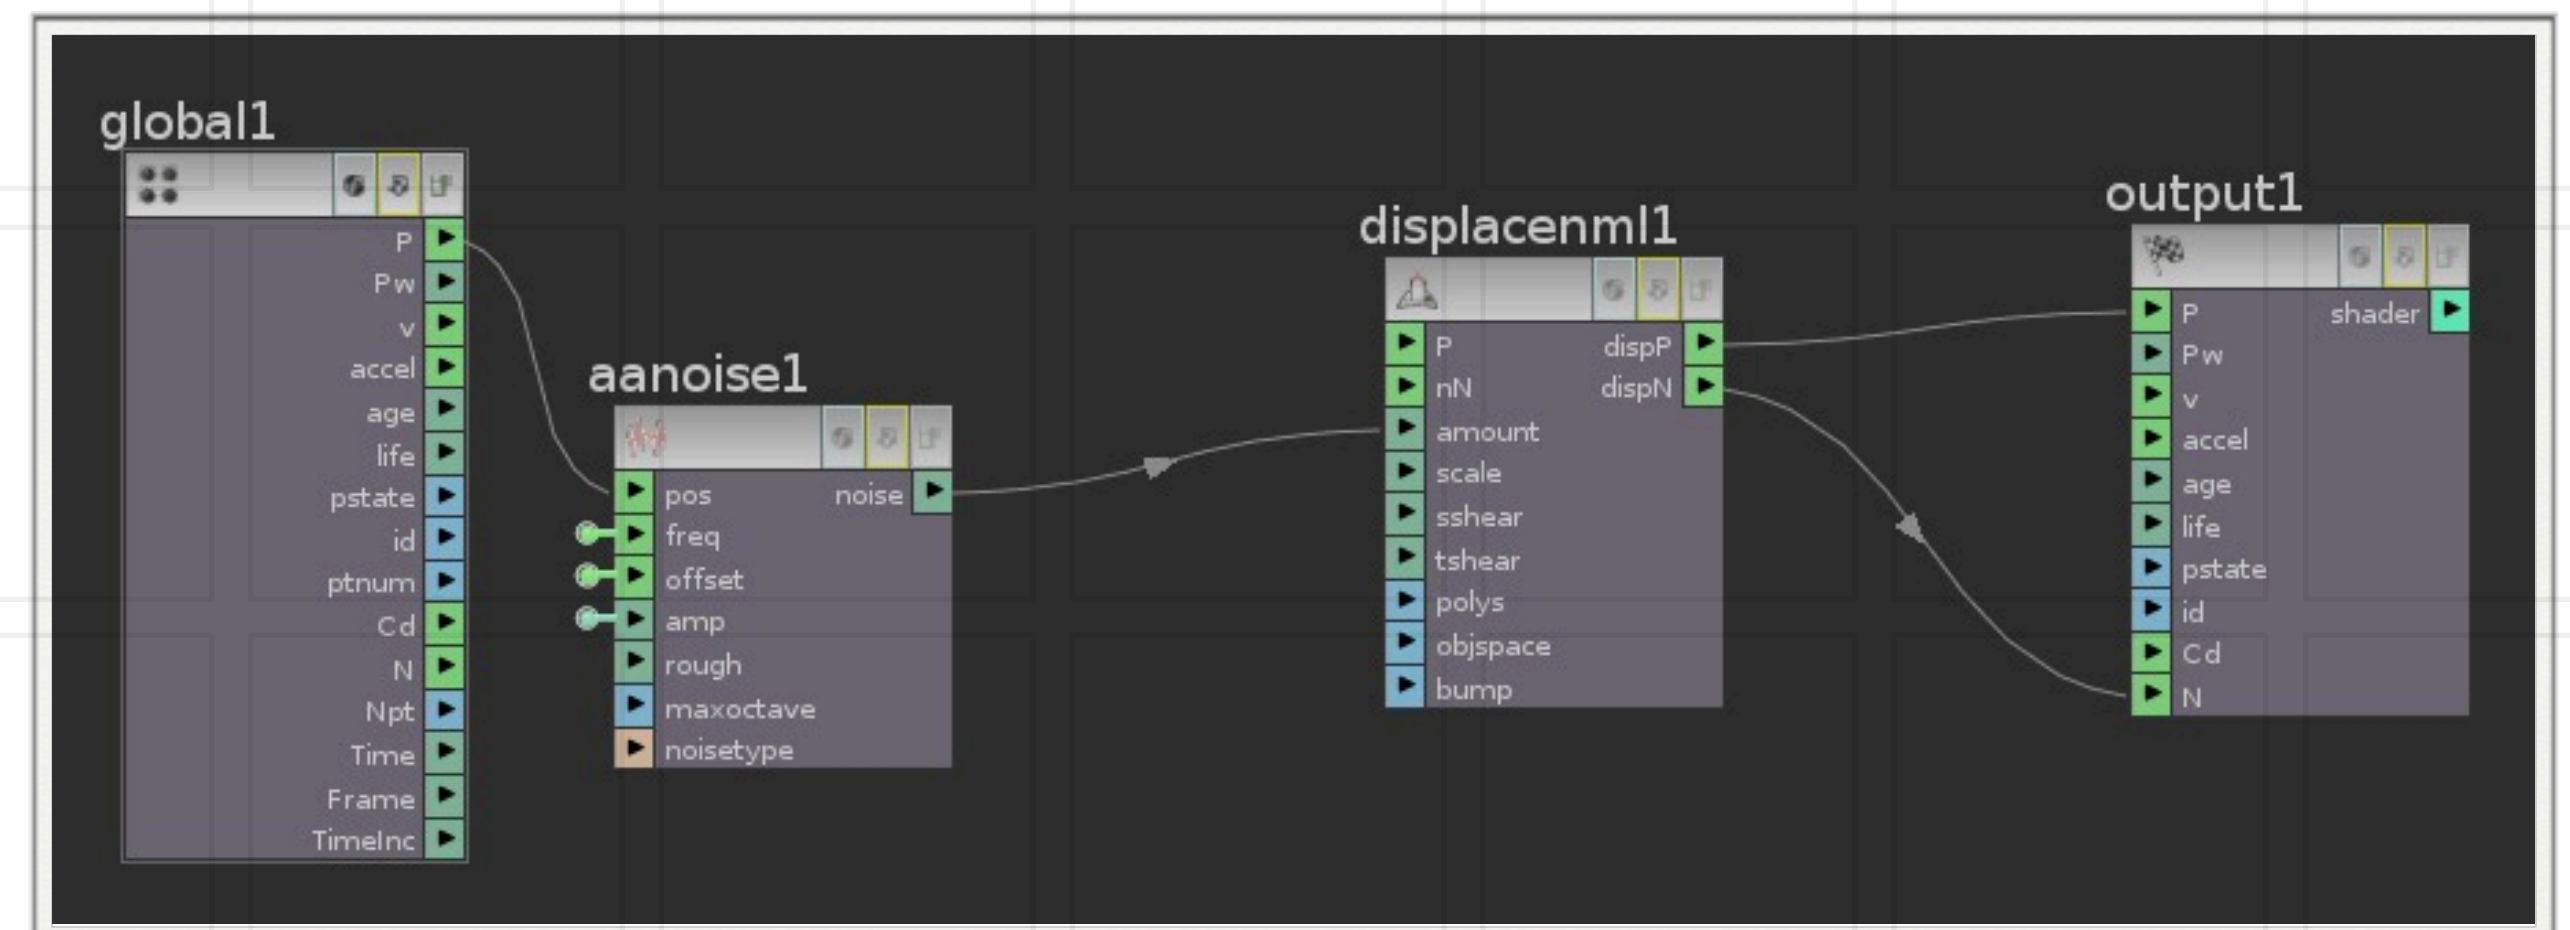 global1
P
Pw
v
accel
age
life
pstate
id
ptnum
Cd
N
Npt
Time
Frame
TimeInc
aanoise1
pos noise
freq
offset
amp
rough
maxoctave
noisetype
displacenml1
P dispP
nN dispN
amount
scale
sshear
tshear
polys
objspace
bump
output1
P shader
Pw
v
accel
age
life
pstate
id
Cd
N